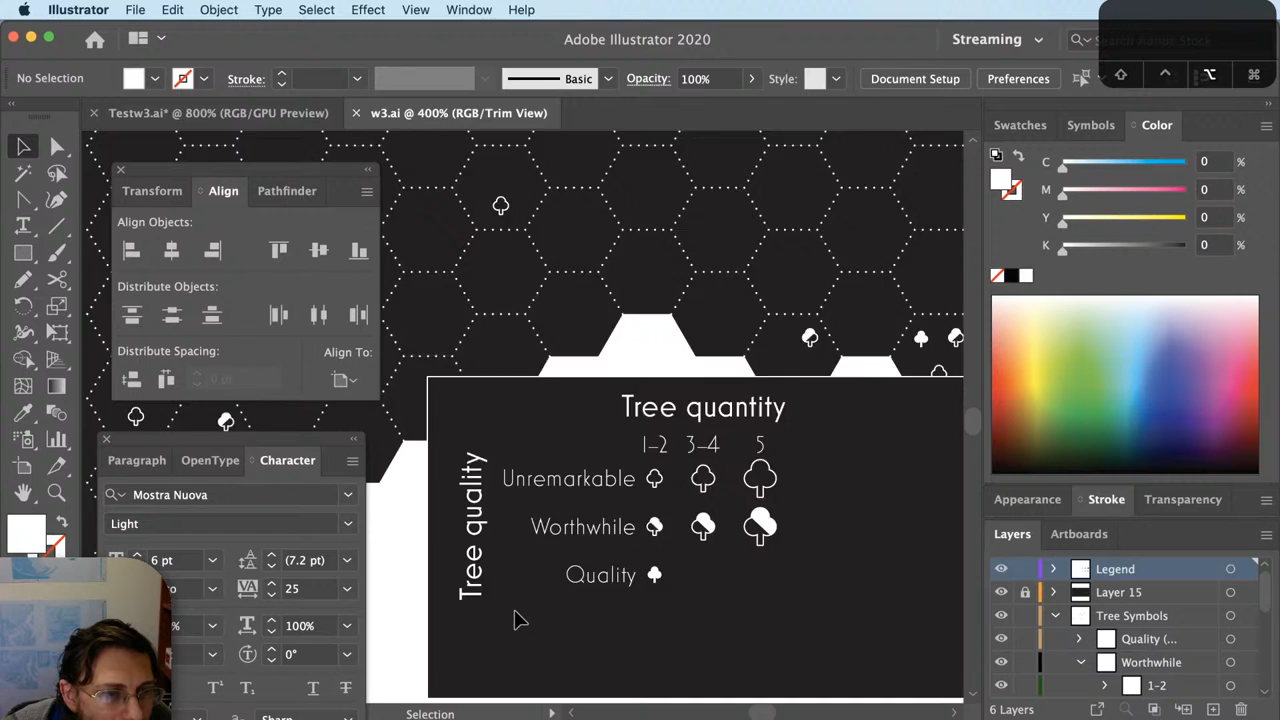 Illustrator File Edit Object Type Select Effect View Window Help
Adobe Illustrator 2020
Streaming
No Selection
Stroke:
Basic
Opacity: 100%
Style:
Document Setup
Preferences
Testw3.ai* @ 800% (RGB/GPU Preview)
w3.ai @ 400% (RGB/Trim View)
Transform Align Pathfinder
Align Objects:
Distribute Objects:
Distribute Spacing:
Align To:
0 pt
Paragraph OpenType Character
Mostra Nuova
Light
6 pt
(7.2 pt)
25
100%
0°
Sharp
Tree quantity
1–2 3–4 5
Tree quality
Unremarkable
Worthwhile
Quality
Swatches Symbols Color
C 0 %
M 0 %
Y 0 %
K 0 %
Appearance Stroke Transparency
Layers Artboards
Legend
Layer 15
Tree Symbols
Quality (...
Worthwhile
1-2
6 Layers
Selection